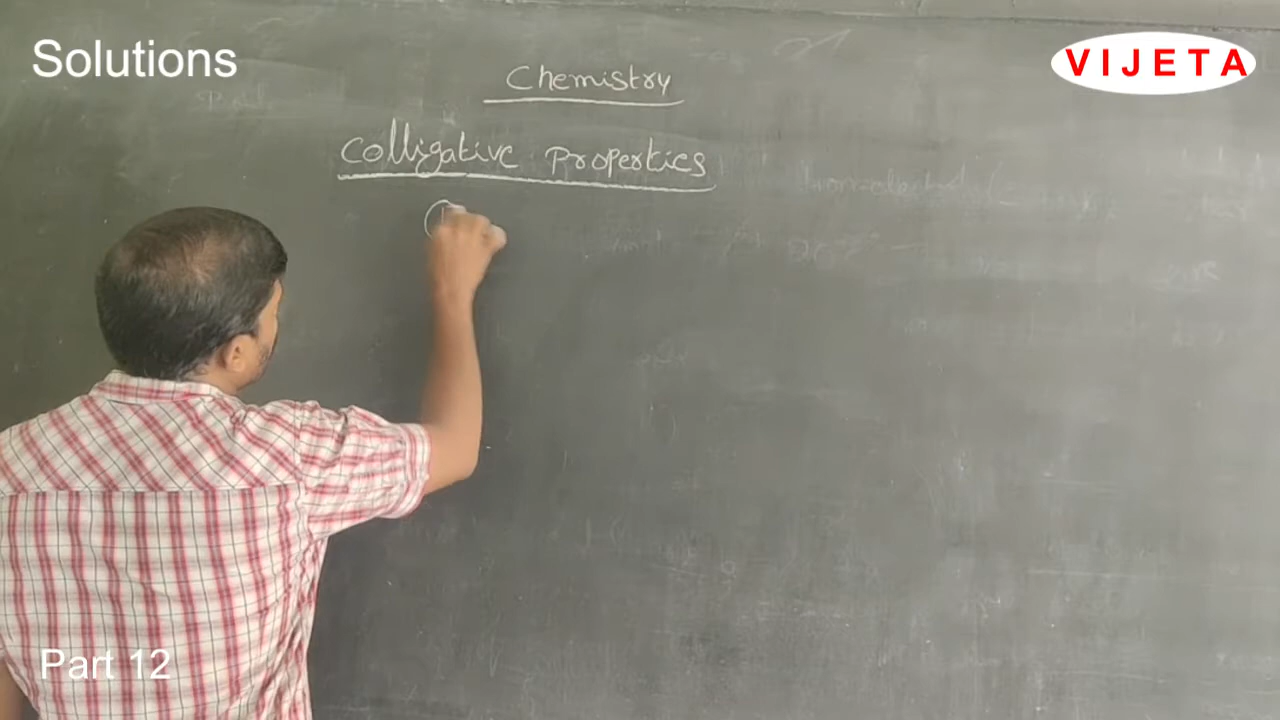 Solutions
VIJETA
Chemistry
Colligative Properties
Part 12